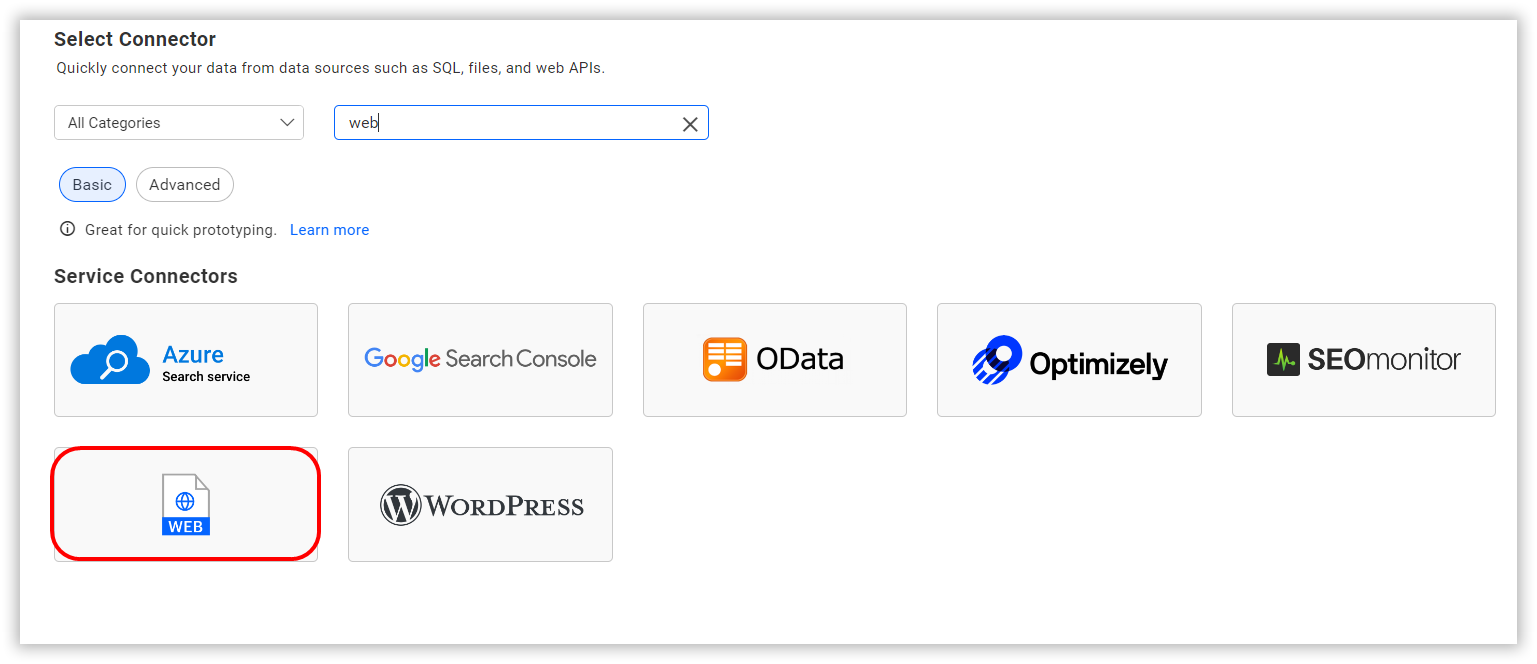 Select Connector
Quickly connect your data from data sources such as SQL, files, and web APIs.
All Categories
web
Basic
Advanced
Great for quick prototyping. Learn more
Service Connectors
Azure
Search service
Google Search Console
OData
Optimizely
SEOmonitor
WEB
WORDPRESS